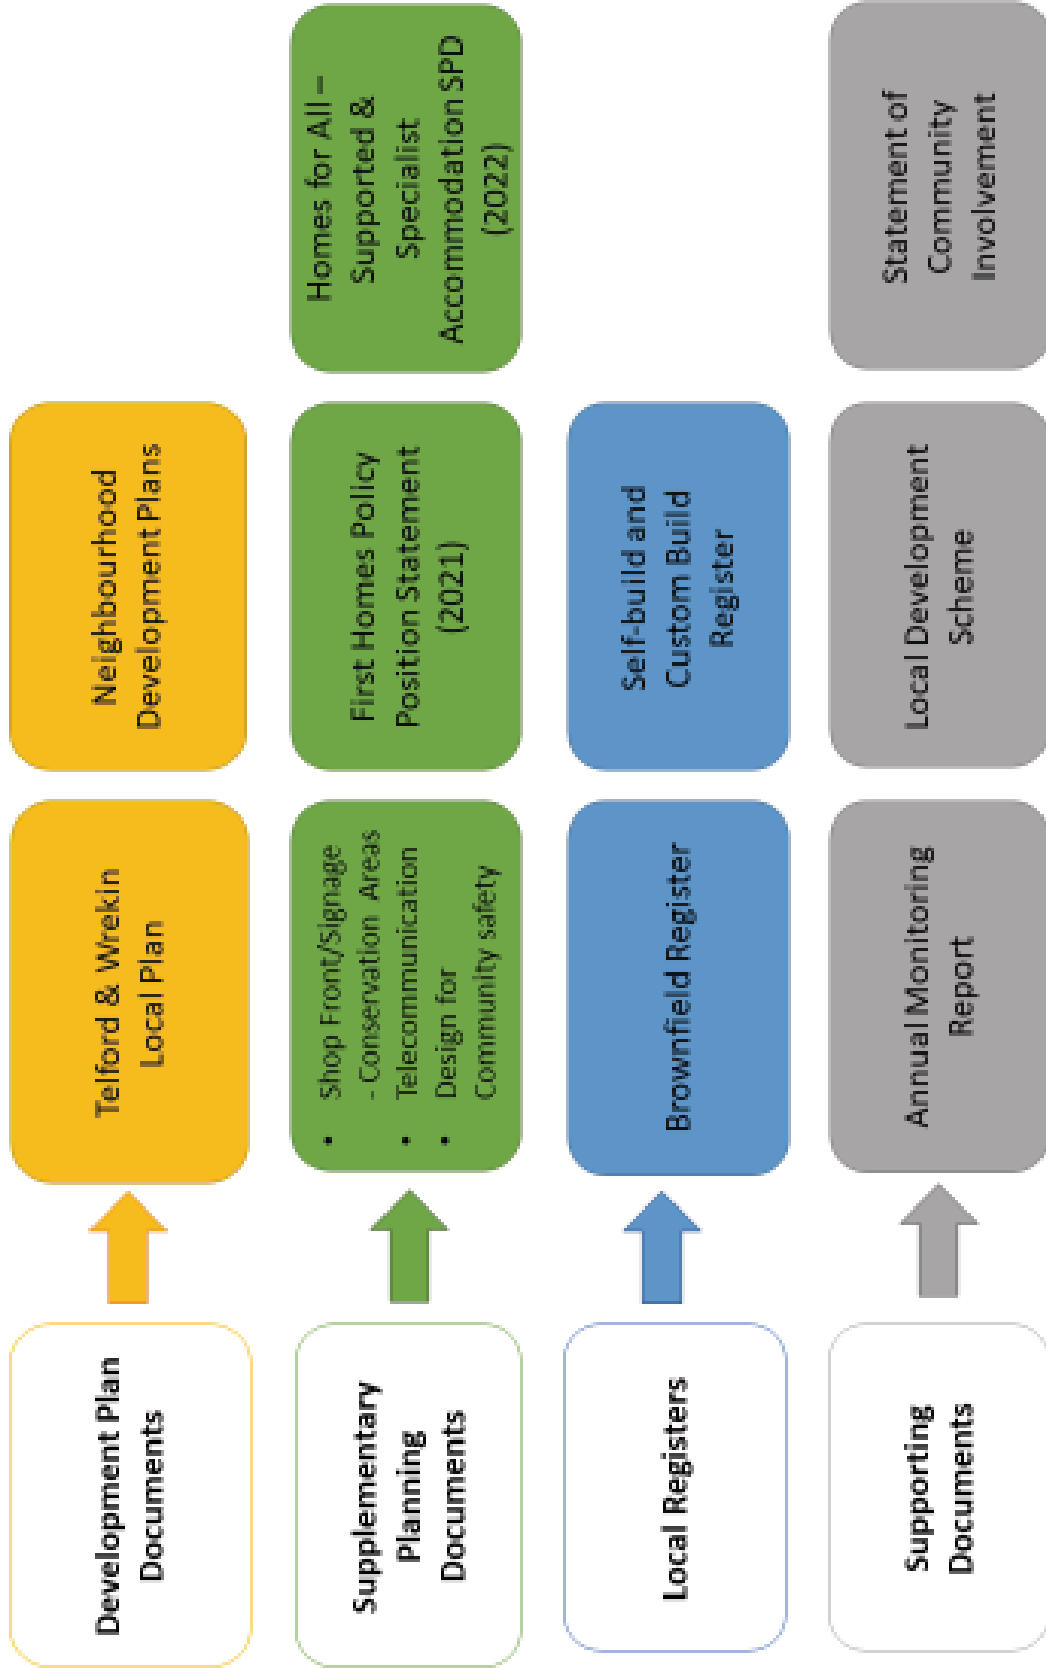 Development Plan
Documents
Telford & Wrekin
Local Plan
Neighbourhood
Development Plans
Supplementary
Planning
Documents
• Shop Front/Signage
- Conservation Areas
• Telecommunication
• Design for
Community safety
First Homes Policy
Position Statement
(2021)
Homes for All –
Supported &
Specialist
Accommodation SPD
(2022)
Local Registers
Brownfield Register
Self-build and
Custom Build
Register
Supporting
Documents
Annual Monitoring
Report
Local Development
Scheme
Statement of
Community
Involvement